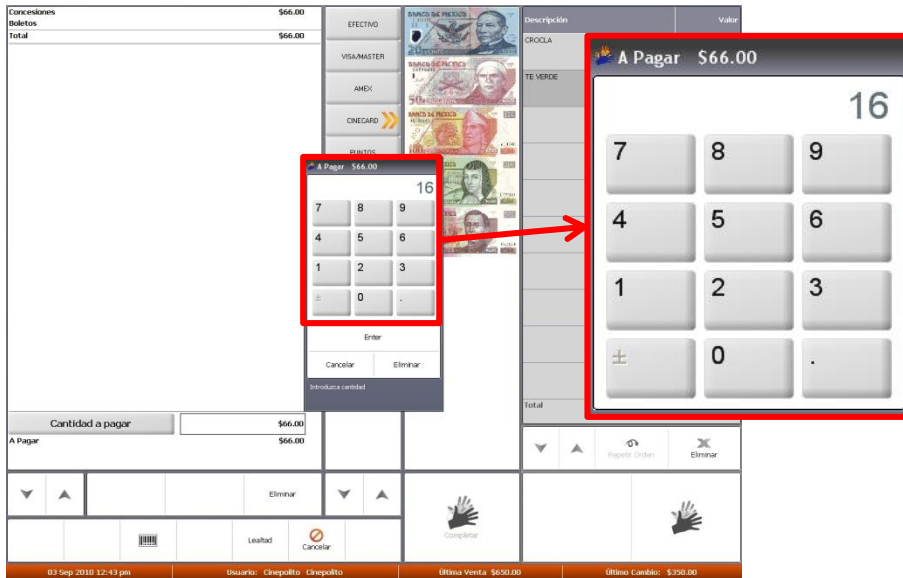 Concesiones $66.00
Boletos
Total $66.00
EFECTIVO
VISA/MASTER
AMEX
CINECARD
PUNTOS
BANCO DE MEXICO
Descripción Valor
CROCLA
TE VERDE
A Pagar $66.00
16
7 8 9
4 5 6
1 2 3
± 0 .
Enter
Cancelar Eliminar
Introduzca cantidad
A Pagar $66.00
16
7 8 9
4 5 6
1 2 3
± 0 .
Total
Cantidad a pagar $66.00
A Pagar $66.00
Repetir Orden Eliminar
Eliminar
Lealtad Cancelar
Completar
03 Sep 2010 12:43 pm Usuario: Cinepolito Cinepolito Última Venta $650.00 Último Cambio: $350.00